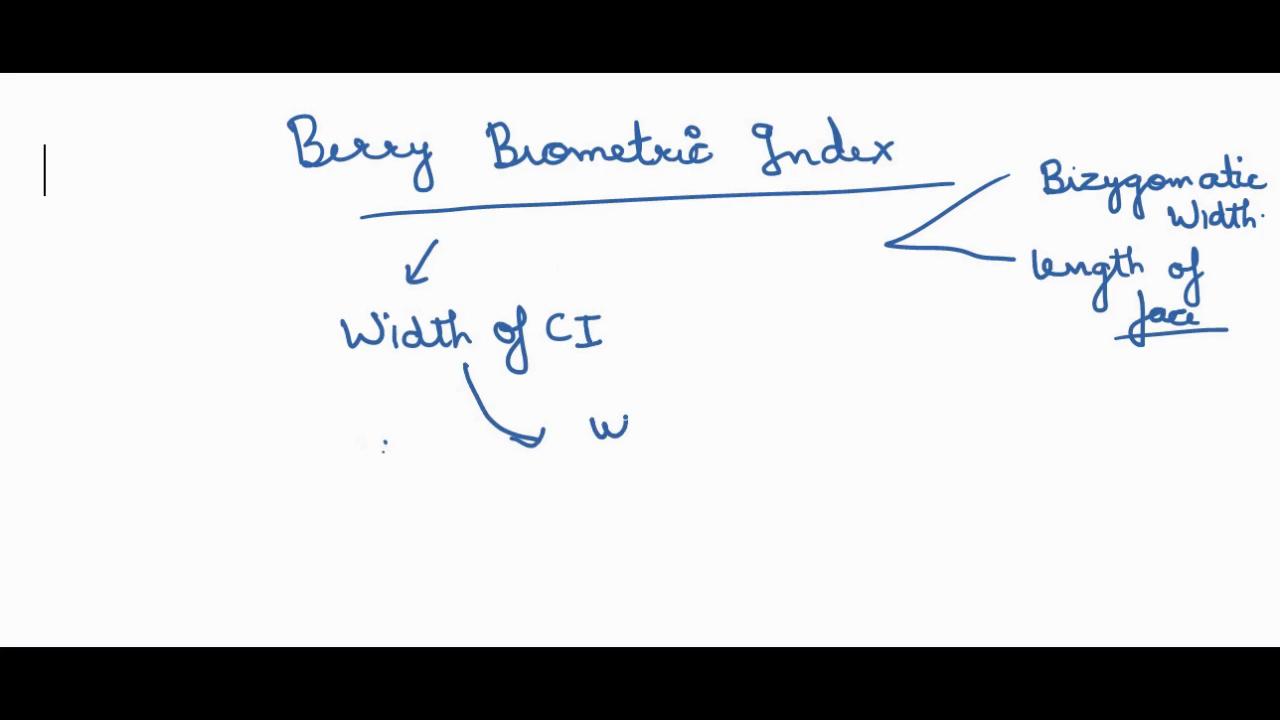 Berry Biometric Index
Bizygomatic
Width.
length of
face
Width of CI
W